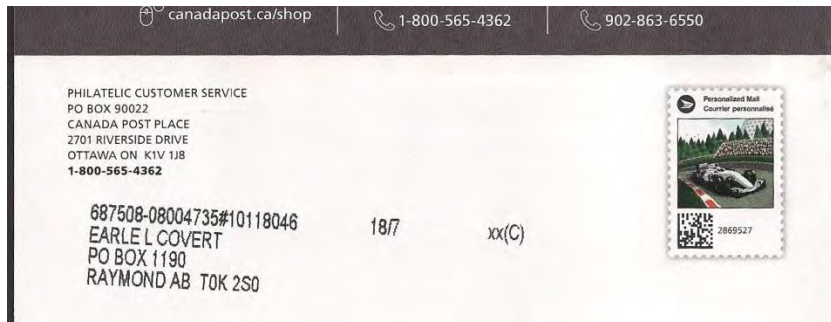 canadapost.ca/shop
1-800-565-4362
902-863-6550
PHILATELIC CUSTOMER SERVICE
PO BOX 90022
CANADA POST PLACE
2701 RIVERSIDE DRIVE
OTTAWA ON K1V 1J8
1-800-565-4362
Personalized Mail
Courrier personnalisé
2869527
687508-08004735#10118046
EARLE L COVERT
PO BOX 1190
RAYMOND AB T0K 2S0
18/7
xx(C)